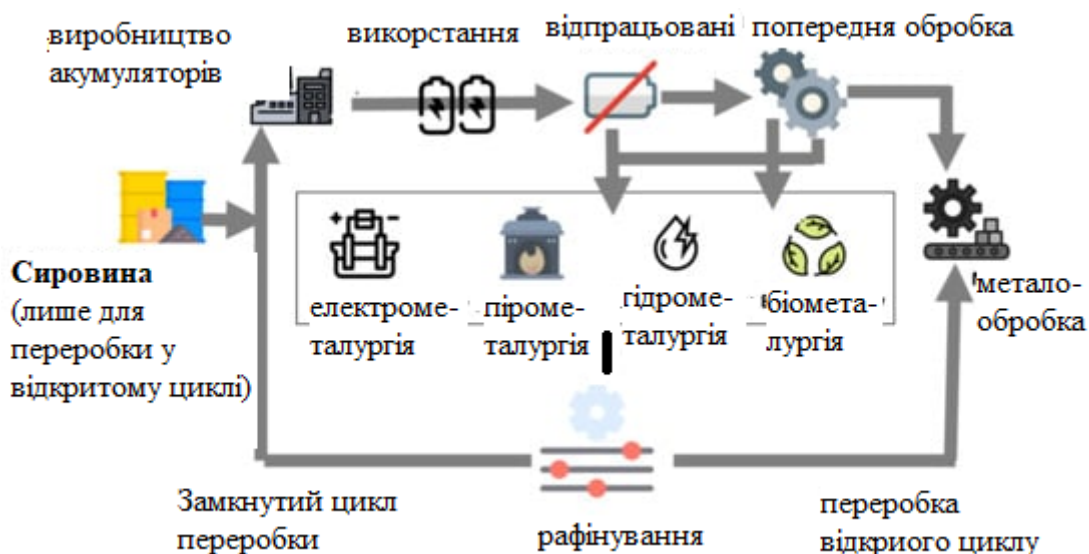 виробництво
акумуляторів
викорстання
відпрацьовані
попередня обробка
Сировина
(лише для
переробки у
відкритому циклі)
електроме-
талургія
піроме-
талургія
гідроме-
талургія
біомета-
лургія
метало-
обробка
Замкнутий цикл
переробки
рафінування
переробка
відкриого циклу